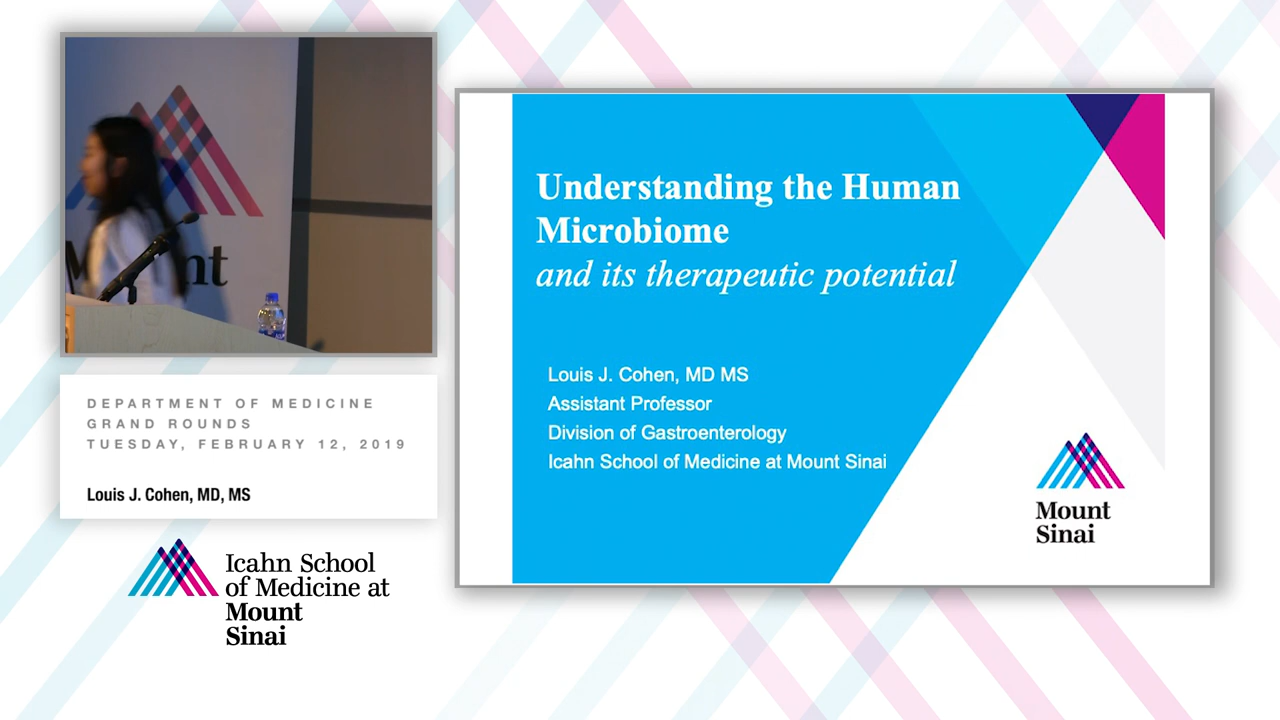 nt
DEPARTMENT OF MEDICINE
GRAND ROUNDS
TUESDAY, FEBRUARY 12, 2019
Louis J. Cohen, MD, MS
Icahn School
of Medicine at
Mount
Sinai
Understanding the Human
Microbiome
and its therapeutic potential
Louis J. Cohen, MD MS
Assistant Professor
Division of Gastroenterology
Icahn School of Medicine at Mount Sinai
Mount
Sinai